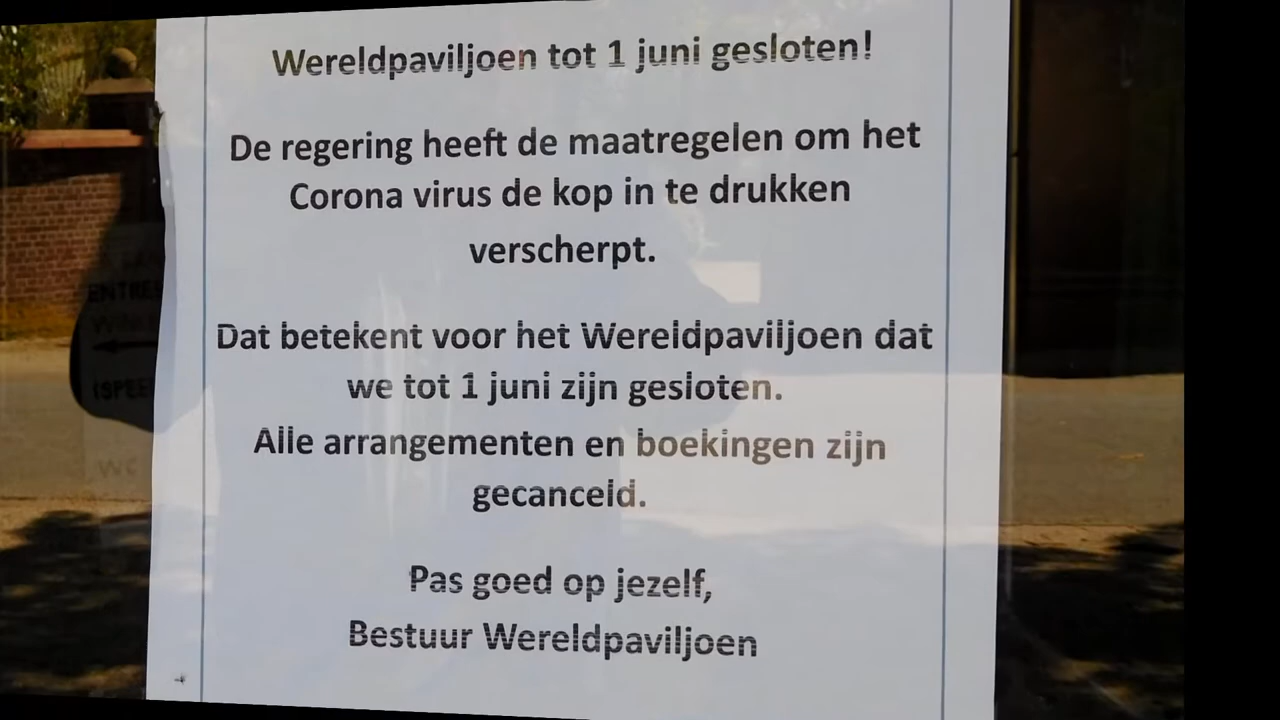 Wereldpaviljoen tot 1 juni gesloten!
De regering heeft de maatregelen om het
Corona virus de kop in te drukken
verscherpt.
Dat betekent voor het Wereldpaviljoen dat
we tot 1 juni zijn gesloten.
Alle arrangementen en boekingen zijn
gecanceld.
Pas goed op jezelf,
Bestuur Wereldpaviljoen